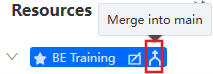 Resources
Merge into main
BE Training